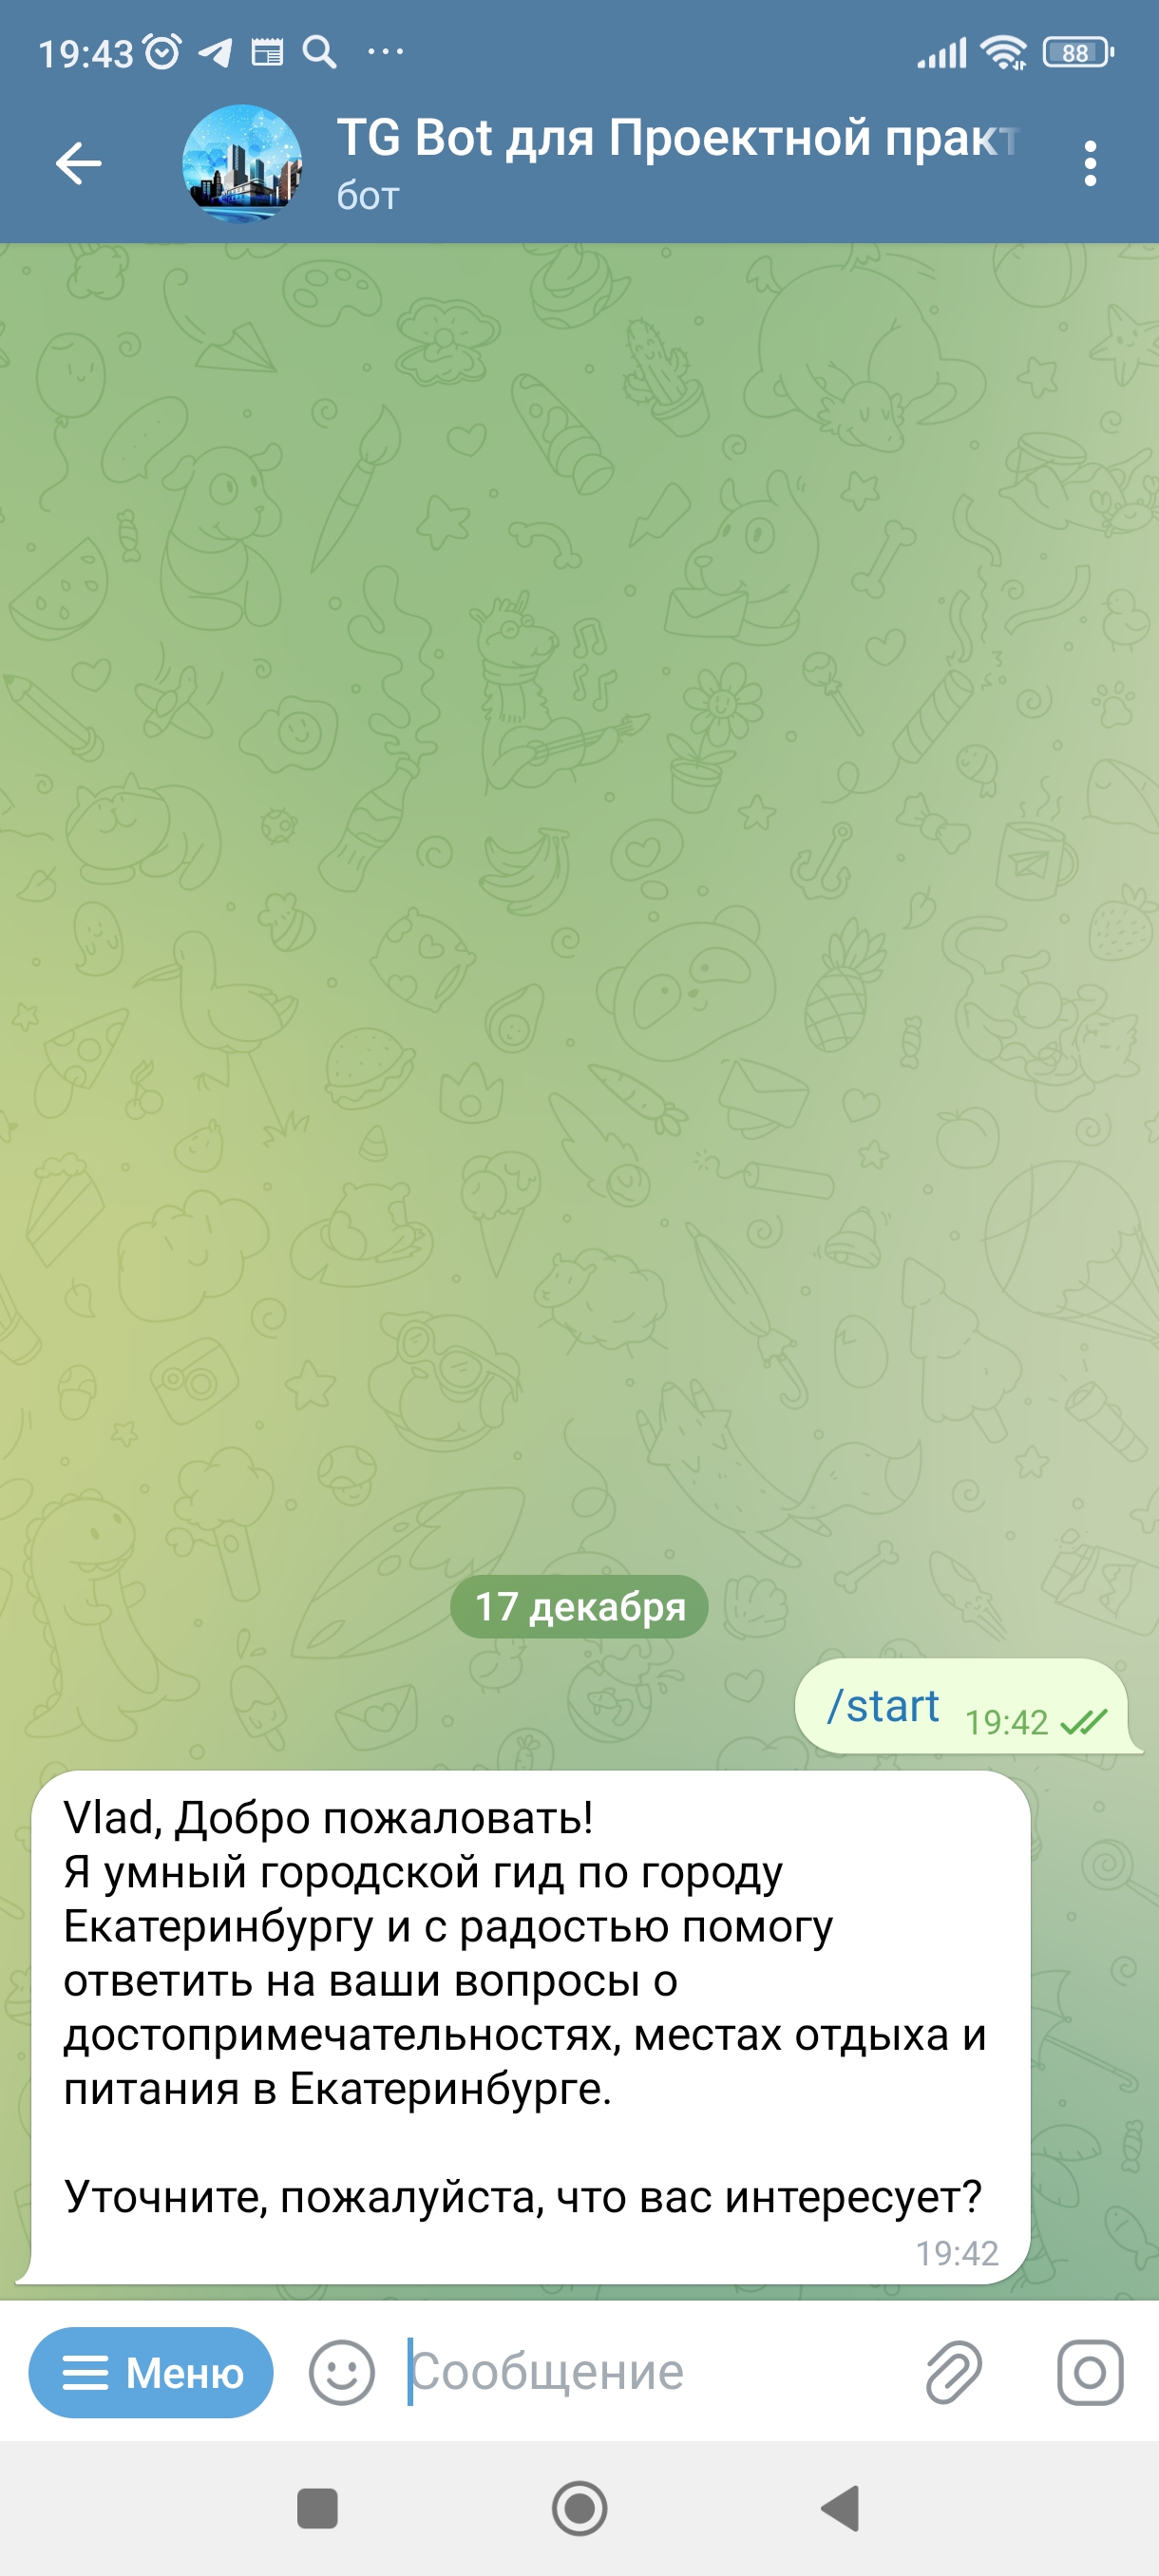 19:43
88
TG Bot для Проектной практ
бот
17 декабря
/start 19:42
Vlad, Добро пожаловать!
Я умный городской гид по городу
Екатеринбургу и с радостью помогу
ответить на ваши вопросы о
достопримечательностях, местах отдыха и
питания в Екатеринбурге.
Уточните, пожалуйста, что вас интересует?
19:42
Меню
Сообщение